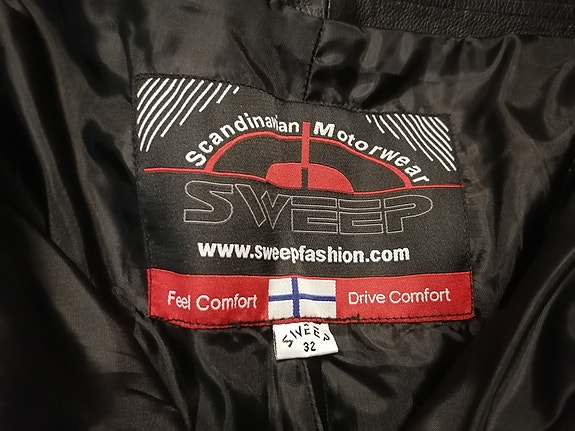 Scandinavian Motorwear
SWEEP
www.sweepfashion.com
Feel Comfort Drive Comfort
SWEEP
32